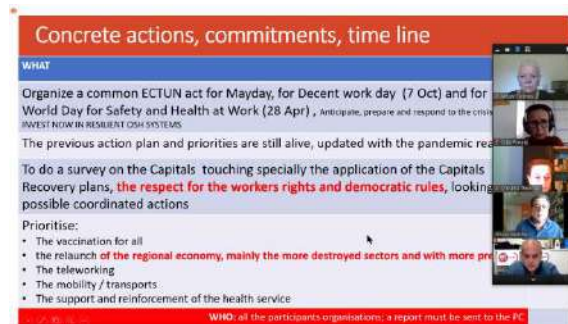 Concrete actions, commitments, time line
WHAT
Organize a common ECTUN act for Mayday, for Decent work day (7 Oct) and for
World Day for Safety and Health at Work (28 Apr) , Anticipate, prepare and respond to the crisis
INVEST NOW IN RESILIENT OSH SYSTEMS
The previous action plan and priorities are still alive, updated with the pandemic
To do a survey on the Capitals touching specially the application of the Capitals
Recovery plans, the respect for the workers rights and democratic rules, looking
possible coordinated actions
Prioritise:
• The vaccination for all
• the relaunch of the regional economy, mainly the more destroyed sectors and with more
• The teleworking
• The mobility / transports
• The support and reinforcement of the health service
WHO: all the participants organisations; a report must be sent to the PC